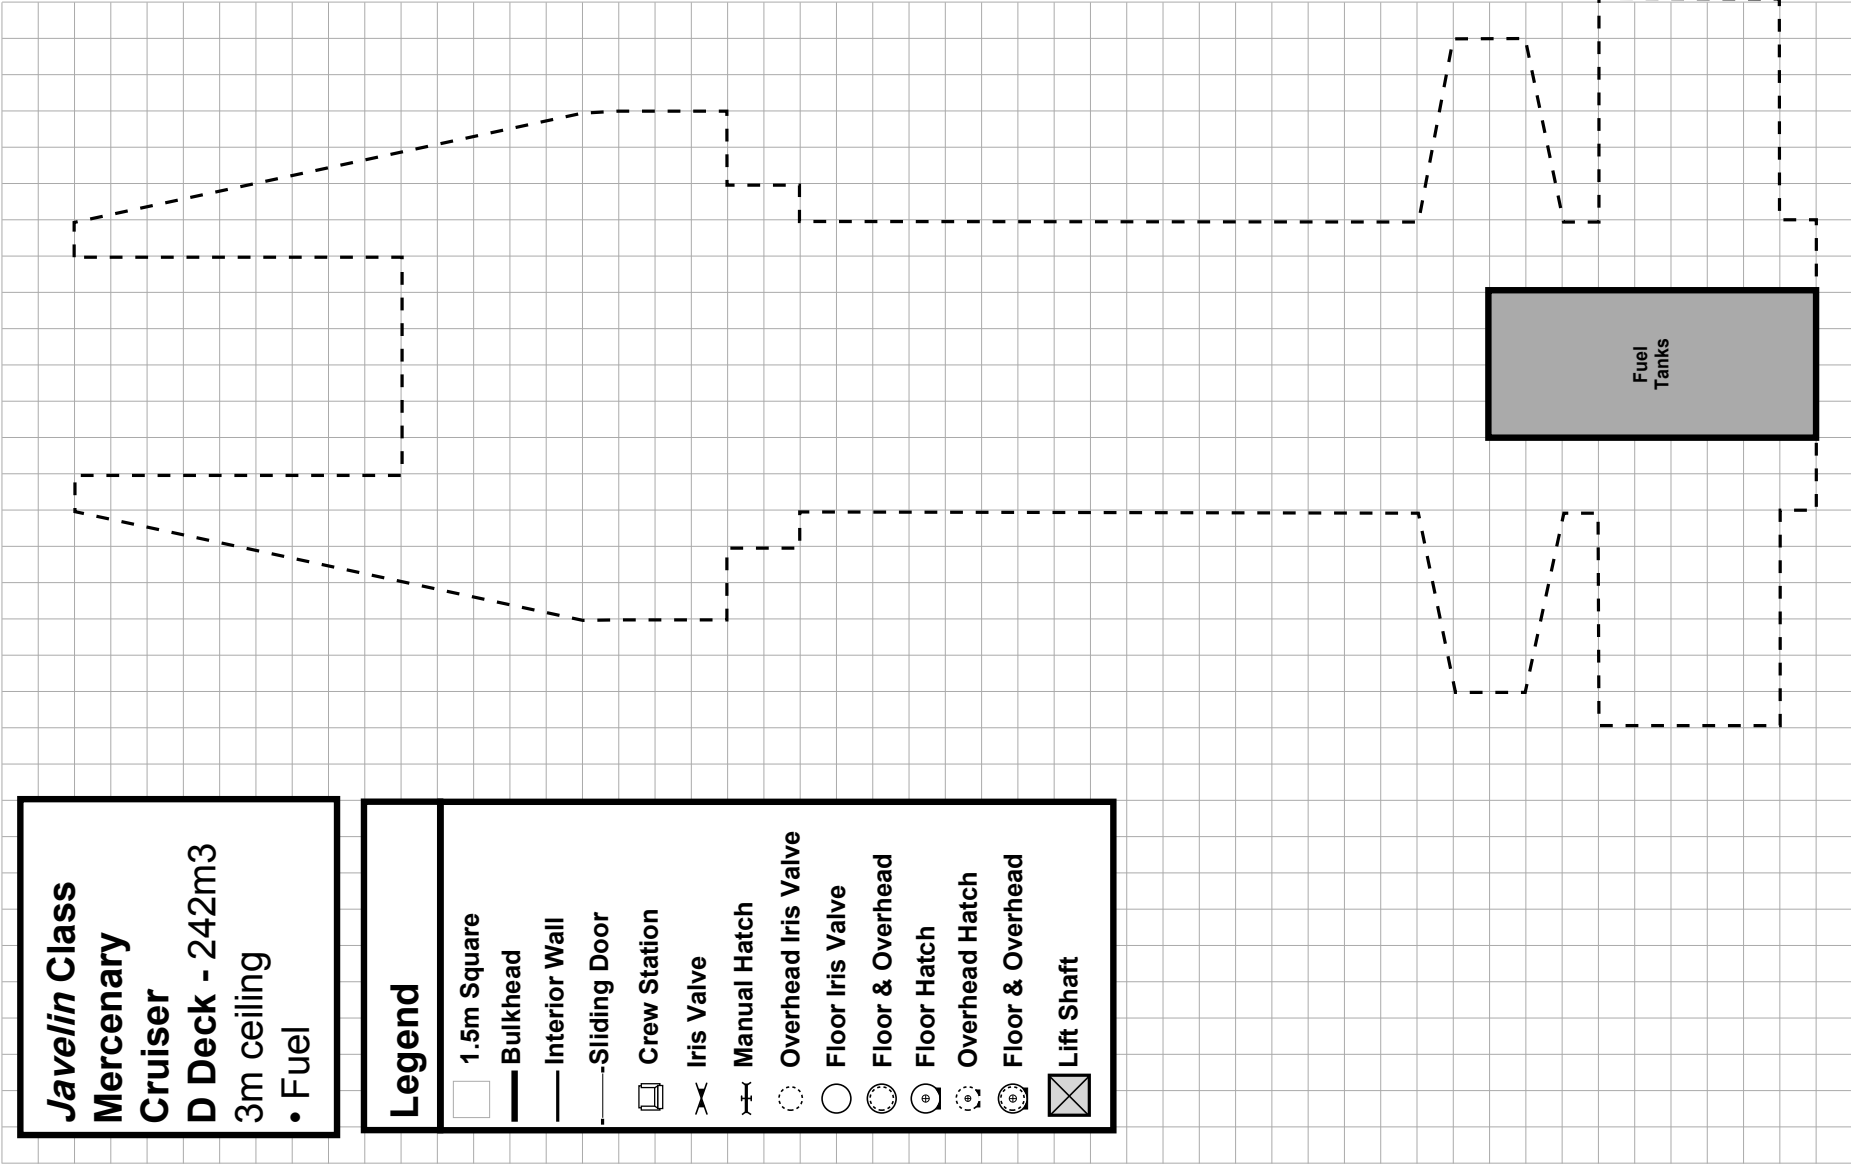 Javelin Class
Mercenary
Cruiser
D Deck - 242m3
3m ceiling
• Fuel
Legend
1.5m Square
Bulkhead
Interior Wall
Sliding Door
Crew Station
Iris Valve
Manual Hatch
Overhead Iris Valve
Floor Iris Valve
Floor & Overhead
Floor Hatch
Overhead Hatch
Floor & Overhead
Lift Shaft
Fuel
Tanks